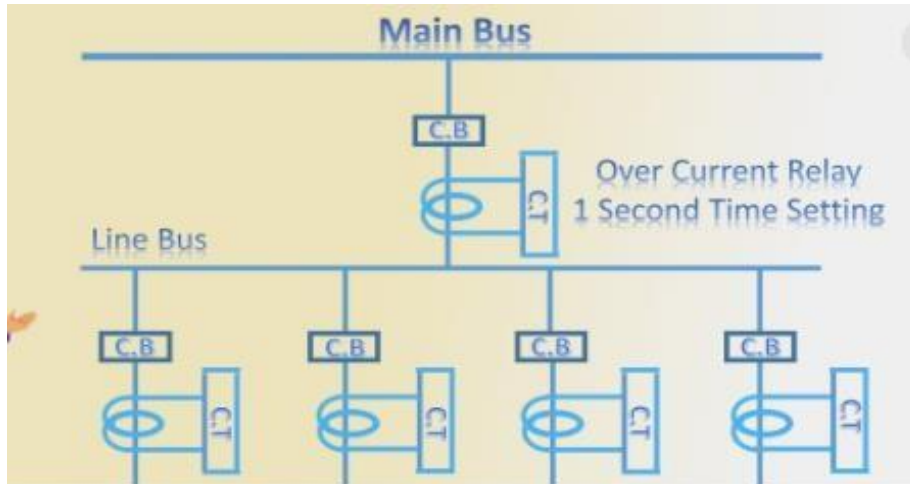 Main Bus
C.B
C.T
Over Current Relay
1 Second Time Setting
Line Bus
C.B
C.B
C.B
C.B
C.T
C.T
C.T
C.T